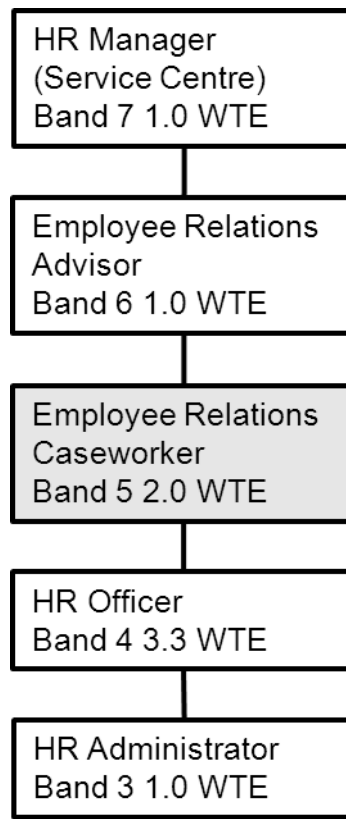 HR Manager
(Service Centre)
Band 7 1.0 WTE
Employee Relations
Advisor
Band 6 1.0 WTE
Employee Relations
Caseworker
Band 5 2.0 WTE
HR Officer
Band 4 3.3 WTE
HR Administrator
Band 3 1.0 WTE